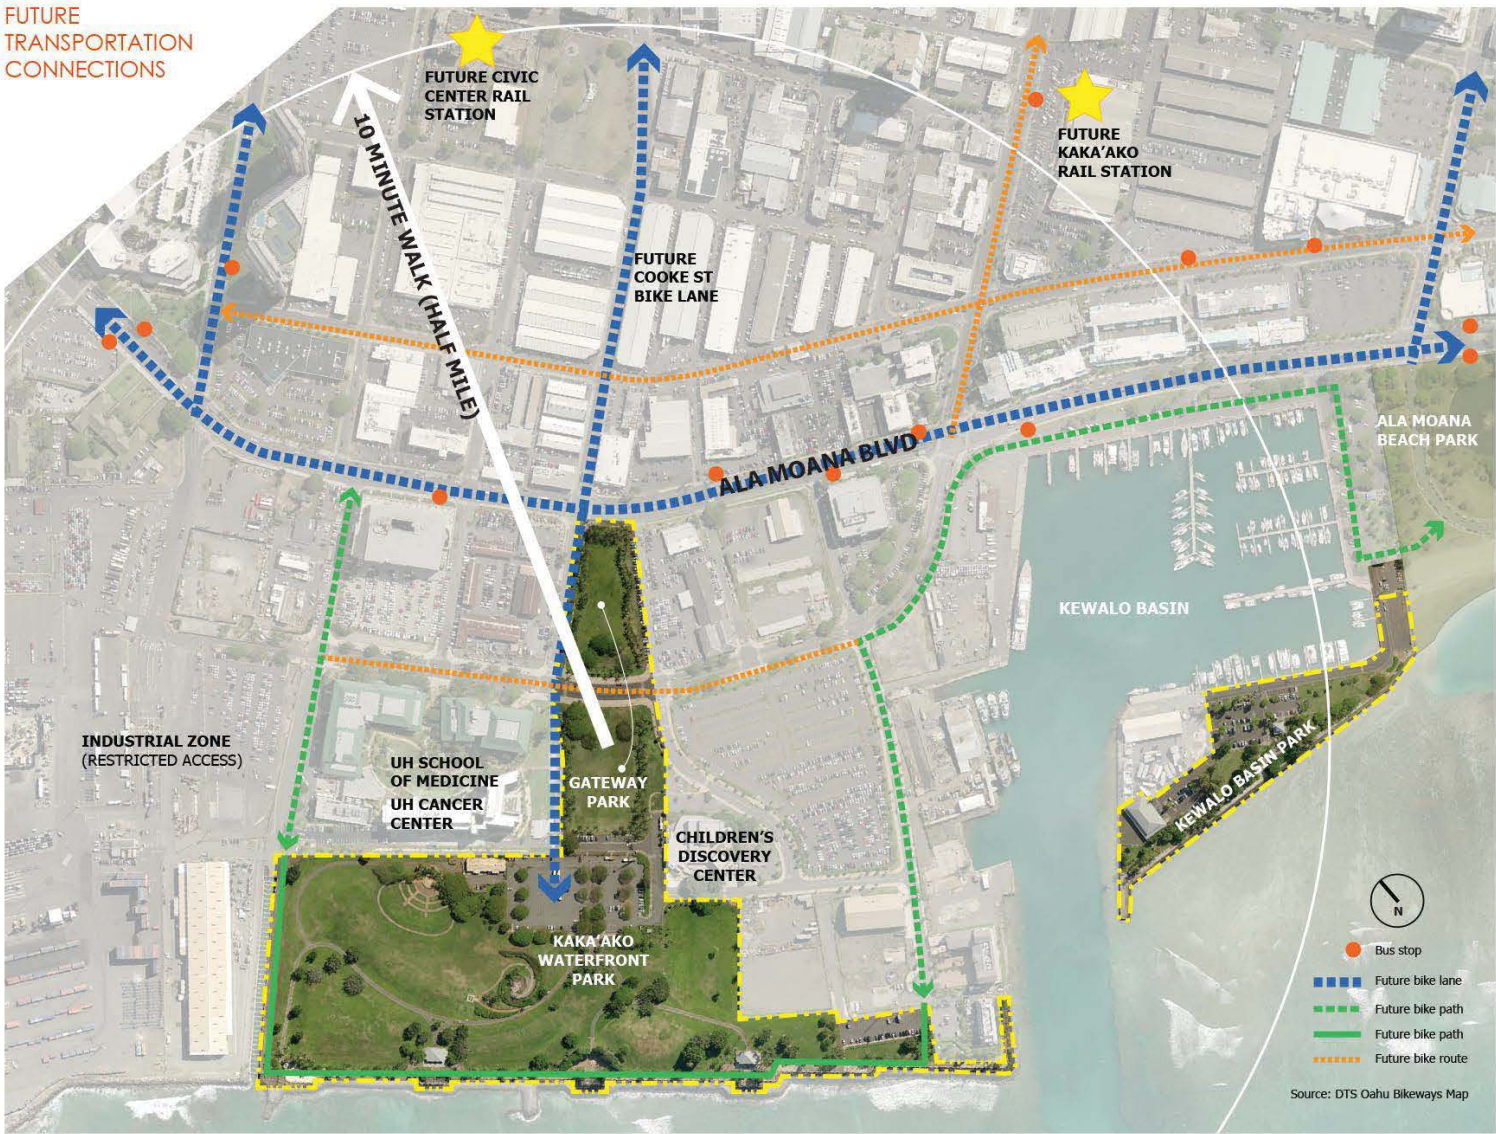 FUTURE
TRANSPORTATION
CONNECTIONS
FUTURE CIVIC
CENTER RAIL
STATION
10 MINUTE WALK (HALF MILE)
FUTURE
KAKA'AKO
RAIL STATION
FUTURE
COOKE ST
BIKE LANE
ALA MOANA BLVD
ALA MOANA
BEACH PARK
KEWALO BASIN
INDUSTRIAL ZONE
(RESTRICTED ACCESS)
UH SCHOOL
OF MEDICINE
UH CANCER
CENTER
GATEWAY
PARK
KEWALO BASIN PARK
CHILDREN'S
DISCOVERY
CENTER
KAKA'AKO
WATERFRONT
PARK
N
Bus stop
Future bike lane
Future bike path
Future bike path
Future bike route
Source: DTS Oahu Bikeways Map